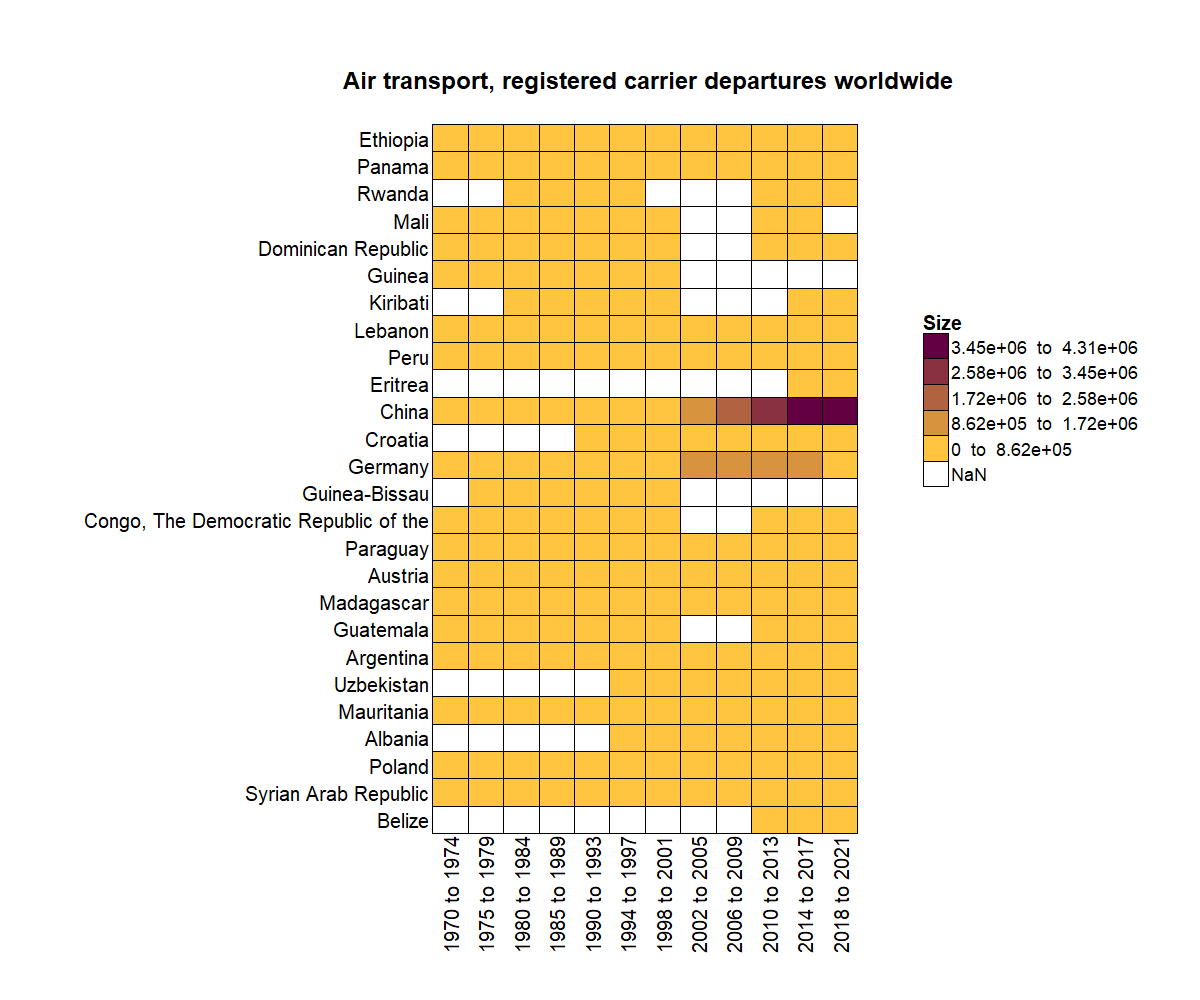 Air transport, registered carrier departures worldwide
Ethiopia
Panama
Rwanda
Mali
Dominican Republic
Guinea
Kiribati
Lebanon
Peru
Eritrea
China
Croatia
Germany
Guinea-Bissau
Congo, The Democratic Republic of the
Paraguay
Austria
Madagascar
Guatemala
Argentina
Uzbekistan
Mauritania
Albania
Poland
Syrian Arab Republic
Belize
1970 to 1974
1975 to 1979
1980 to 1984
1985 to 1989
1990 to 1993
1994 to 1997
1998 to 2001
2002 to 2005
2006 to 2009
2010 to 2013
2014 to 2017
2018 to 2021
Size
3.45e+06 to 4.31e+06
2.58e+06 to 3.45e+06
1.72e+06 to 2.58e+06
8.62e+05 to 1.72e+06
0 to 8.62e+05
NaN